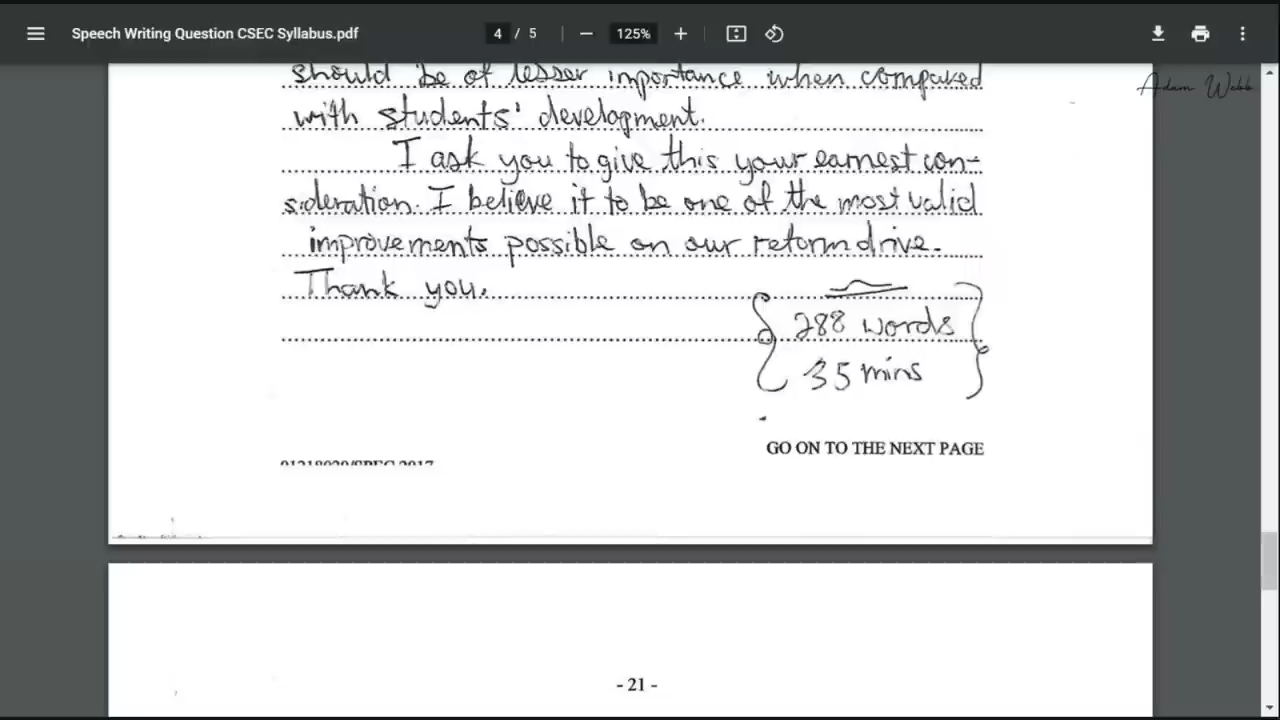 Speech Writing Question CSEC Syllabus.pdf
4 / 5
125%
Adam Webb
should be of lesser importance when compared
with students' development.
I ask you to give this your earnest con-
sideration. I believe it to be one of the most valid
improvements possible on our reform drive.
Thank you.
288 words
35 mins
GO ON TO THE NEXT PAGE
01218020/SPEC 2017
- 21 -